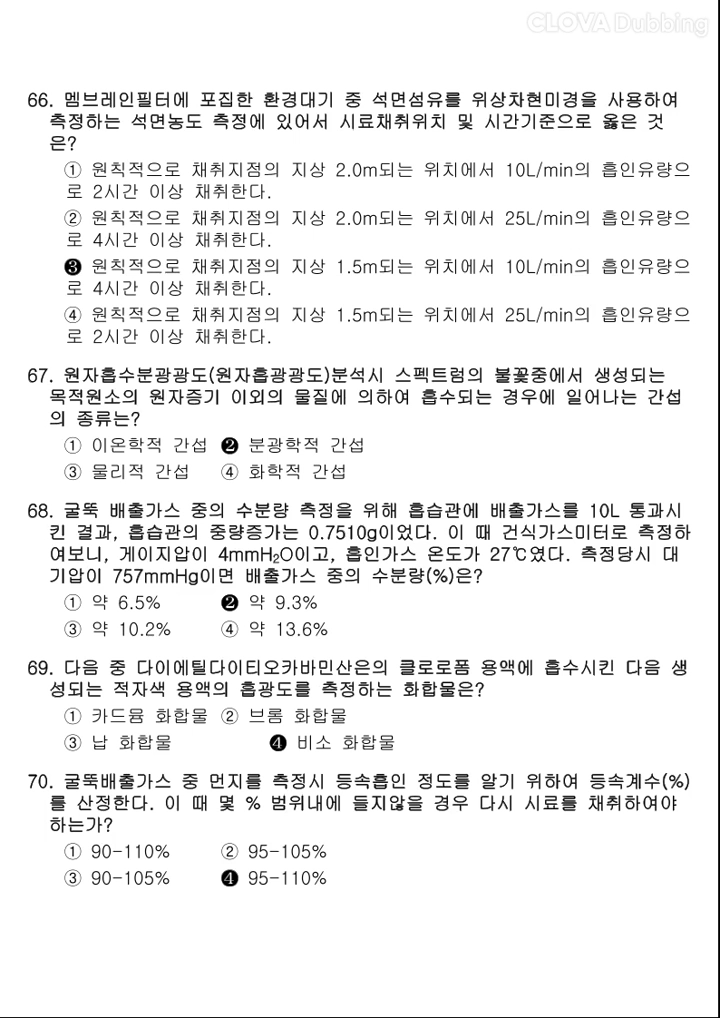 CLOVA Dubbing
66. 멤브레인필터에 포집한 환경대기 중 석면섬유를 위상차현미경을 사용하여
측정하는 석면농도 측정에 있어서 시료채취위치 및 시간기준으로 옳은 것
은?
① 원칙적으로 채취지점의 지상 2.0m되는 위치에서 10L/min의 흡인유량으
로 2시간 이상 채취한다.
② 원칙적으로 채취지점의 지상 2.0m되는 위치에서 25L/min의 흡인유량으
로 4시간 이상 채취한다.
❸ 원칙적으로 채취지점의 지상 1.5m되는 위치에서 10L/min의 흡인유량으
로 4시간 이상 채취한다.
④ 원칙적으로 채취지점의 지상 1.5m되는 위치에서 25L/min의 흡인유량으
로 2시간 이상 채취한다.
67. 원자흡수분광광도(원자흡광광도)분석시 스펙트럼의 불꽃중에서 생성되는
목적원소의 원자증기 이외의 물질에 의하여 흡수되는 경우에 일어나는 간섭
의 종류는?
① 이온학적 간섭 ❷ 분광학적 간섭
③ 물리적 간섭 ④ 화학적 간섭
68. 굴뚝 배출가스 중의 수분량 측정을 위해 흡습관에 배출가스를 10L 통과시
킨 결과, 흡습관의 중량증가는 0.7510g이었다. 이 때 건식가스미터로 측정하
여보니, 게이지압이 4mmH₂O이고, 흡인가스 온도가 27℃였다. 측정당시 대
기압이 757mmHg이면 배출가스 중의 수분량(%)은?
① 약 6.5% ❷ 약 9.3%
③ 약 10.2% ④ 약 13.6%
69. 다음 중 다이에틸다이티오카바민산은의 클로로폼 용액에 흡수시킨 다음 생
성되는 적자색 용액의 흡광도를 측정하는 화합물은?
① 카드뮴 화합물 ② 브롬 화합물
③ 납 화합물 ❹ 비소 화합물
70. 굴뚝배출가스 중 먼지를 측정시 등속흡인 정도를 알기 위하여 등속계수(%)
를 산정한다. 이 때 몇 % 범위내에 들지않을 경우 다시 시료를 채취하여야
하는가?
① 90-110% ② 95-105%
③ 90-105% ❹ 95-110%